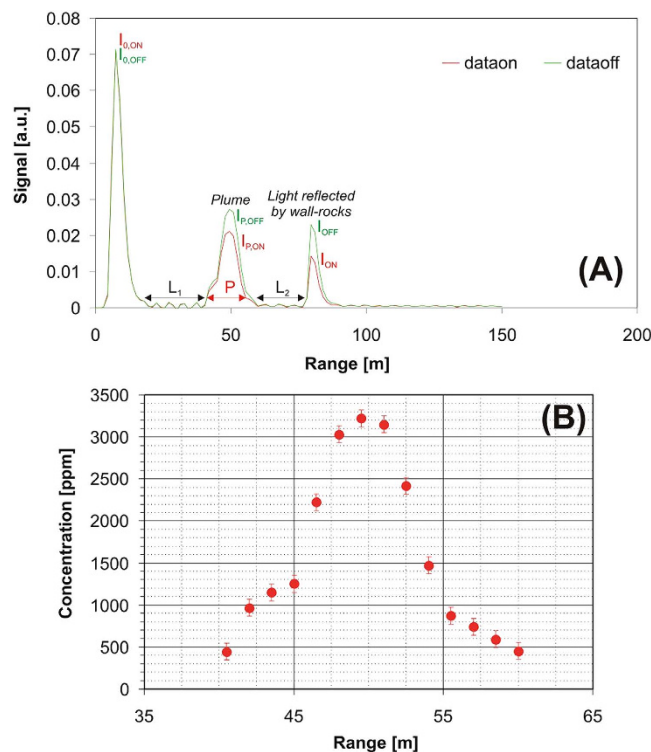 0.08
0.07
0.06
0.05
0.04
0.03
0.02
0.01
0
Signal [a.u.]
I0,ON
I0,OFF
dataon
dataoff
Plume
Light reflected
by wall-rocks
IP,OFF
IOFF
IP,ON
ION
(A)
L1
P
L2
0 50 100 150 200
Range [m]
(B)
3500
3000
2500
2000
1500
1000
500
0
Concentration [ppm]
35 45 55 65
Range [m]